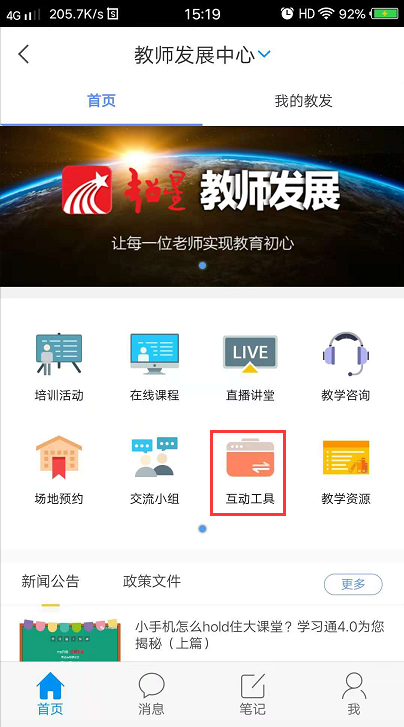 4G 205.7K/s 15:19 HD 92%
教师发展中心
首页 我的教发
超星 教师发展
让每一位老师实现教育初心
LIVE
培训活动 在线课程 直播讲堂 教学咨询
场地预约 交流小组 互动工具 教学资源
新闻公告 政策文件 更多
小手机怎么hold住大课堂？学习通4.0为您
揭秘（上篇）
首页 消息 笔记 我